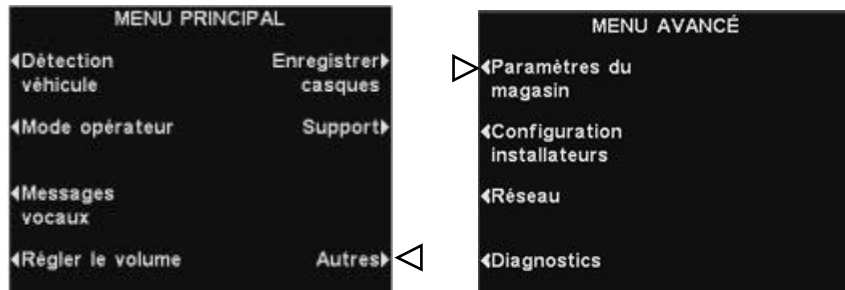 MENU PRINCIPAL
Détection Enregistrer
véhicule casques
Mode opérateur Support
Messages
vocaux
Régler le volume Autres
MENU AVANCÉ
Paramètres du
magasin
Configuration
installateurs
Réseau
Diagnostics